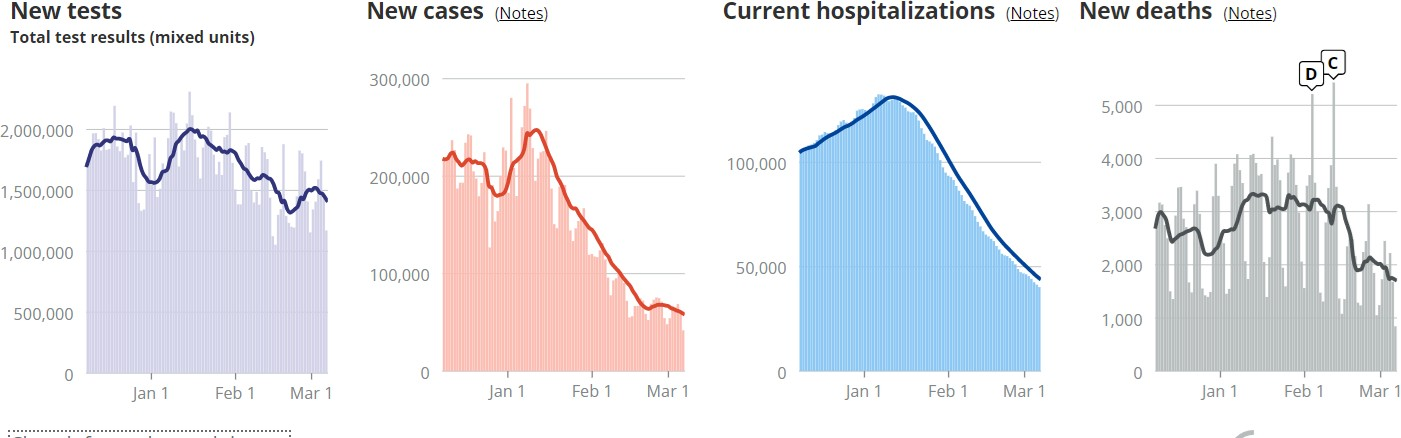 New tests
Total test results (mixed units)
2,000,000
1,500,000
1,000,000
500,000
0
Jan 1 Feb 1 Mar 1
New cases (Notes)
300,000
200,000
100,000
0
Jan 1 Feb 1 Mar 1
Current hospitalizations (Notes)
100,000
50,000
0
Jan 1 Feb 1 Mar 1
New deaths (Notes)
D C
5,000
4,000
3,000
2,000
1,000
0
Jan 1 Feb 1 Mar 1